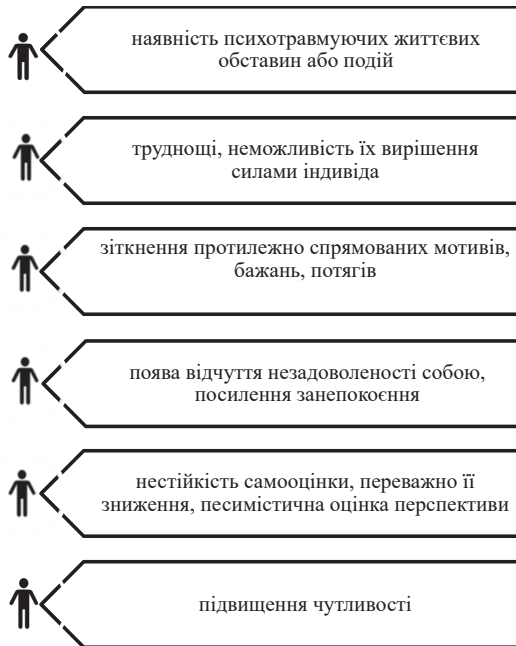 наявність психотравмуючих життєвих
обставин або подій
труднощі, неможливість їх вирішення
силами індивіда
зіткнення протилежно спрямованих мотивів,
бажань, потягів
поява відчуття незадоволеності собою,
посилення занепокоєння
нестійкість самооцінки, переважно її
зниження, песимістична оцінка перспективи
підвищення чутливості